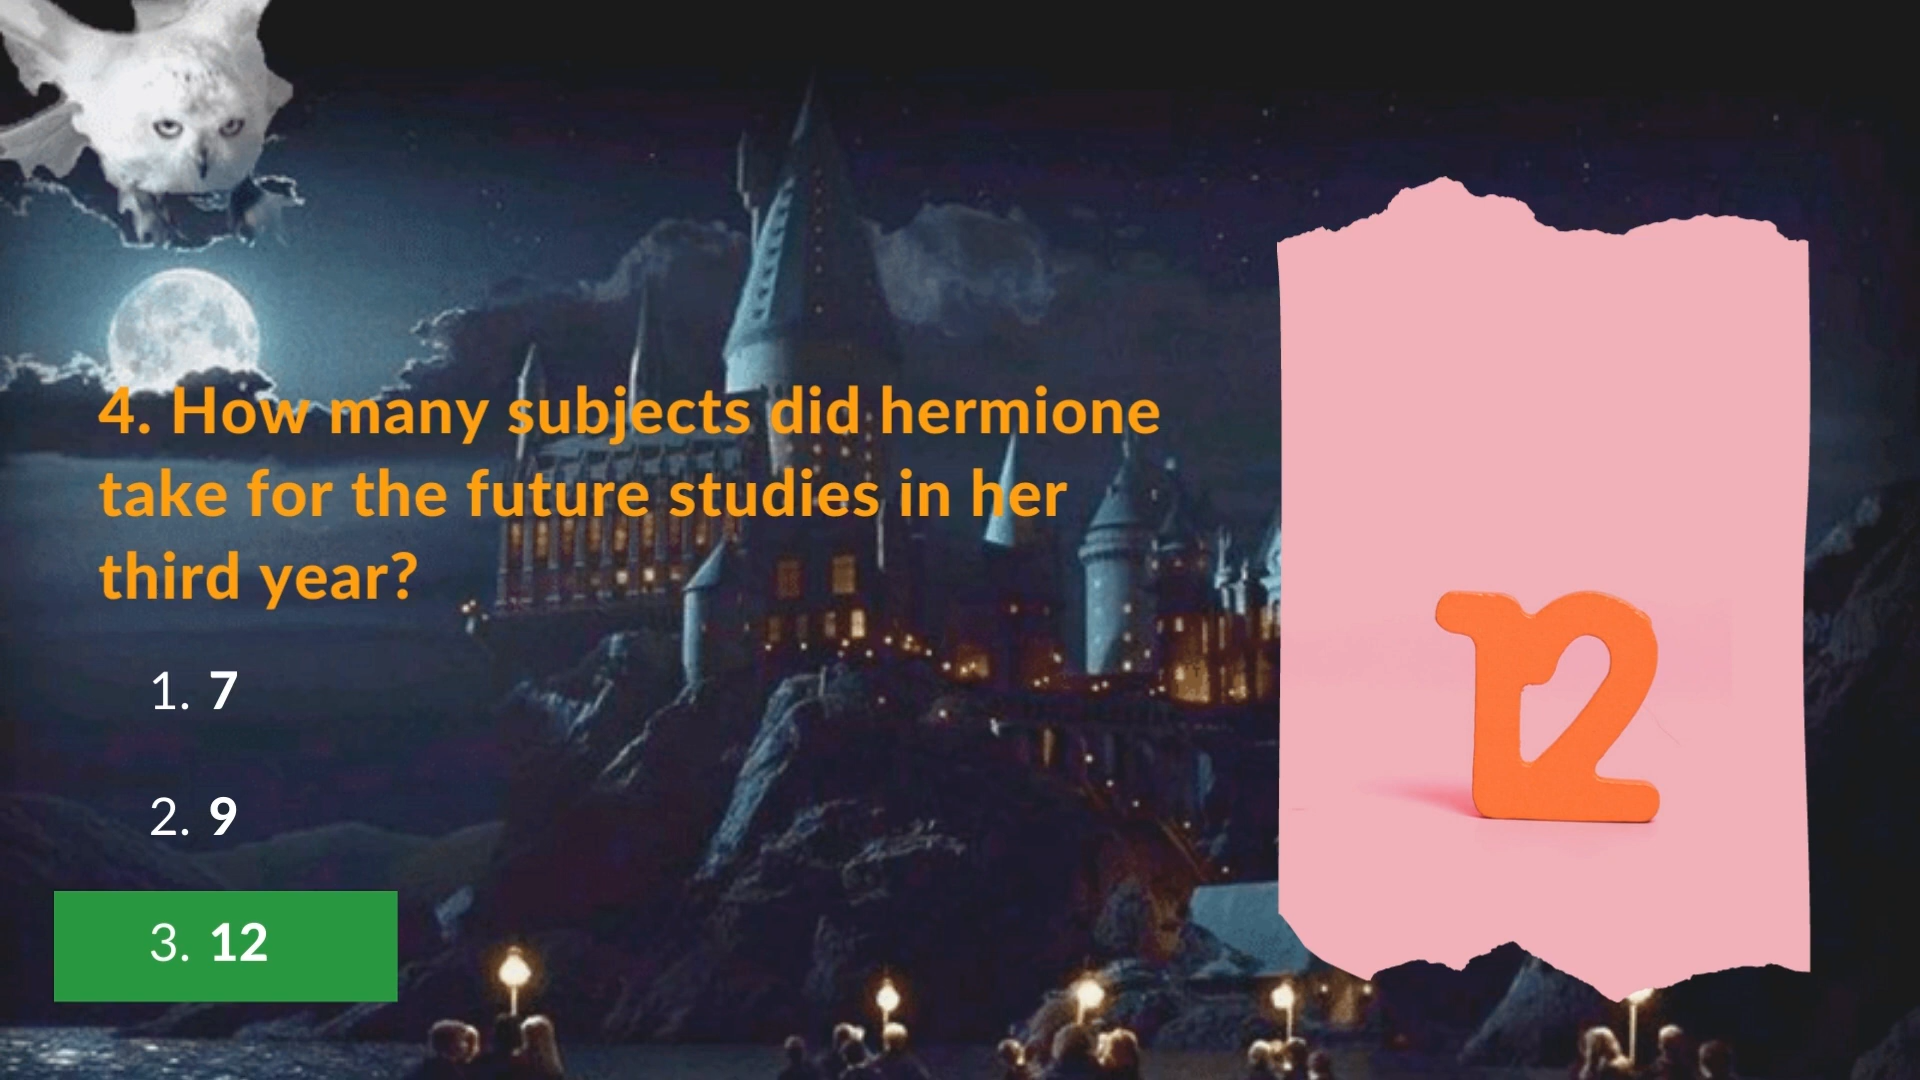 4. How many subjects did hermione
take for the future studies in her
third year?
1. 7
2. 9
3. 12
12